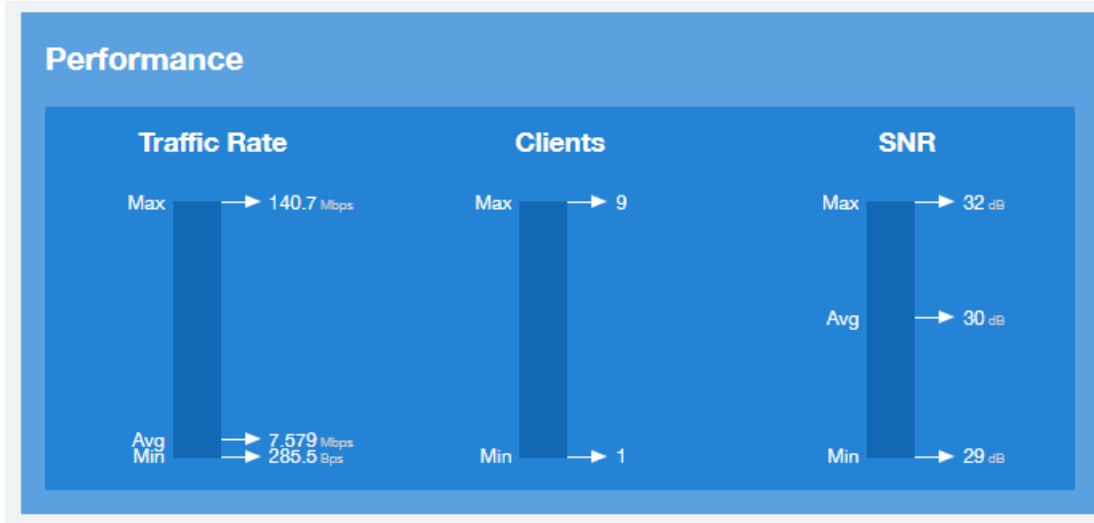 Performance
Traffic Rate
Clients
SNR
Max
140.7 Mbps
Avg
7.579 Mbps
Min
285.5 Bps
Max
9
Min
1
Max
32 dB
Avg
30 dB
Min
29 dB